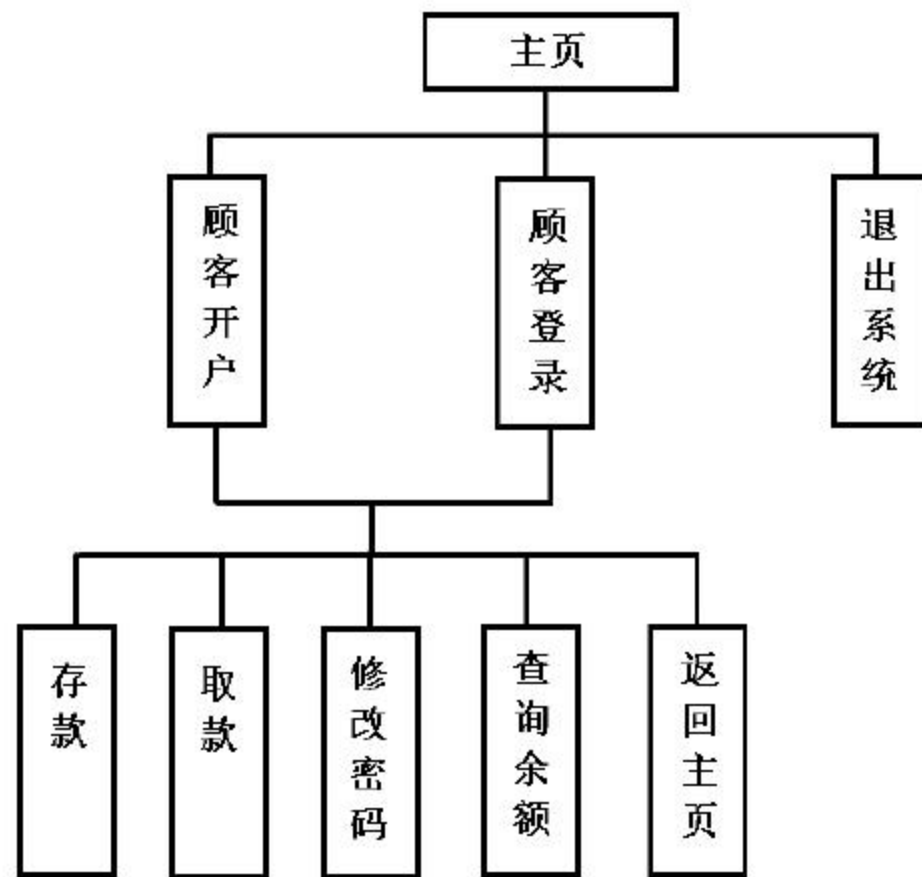 主页
顾客开户
顾客登录
退出系统
存款
取款
修改密码
查询余额
返回主页